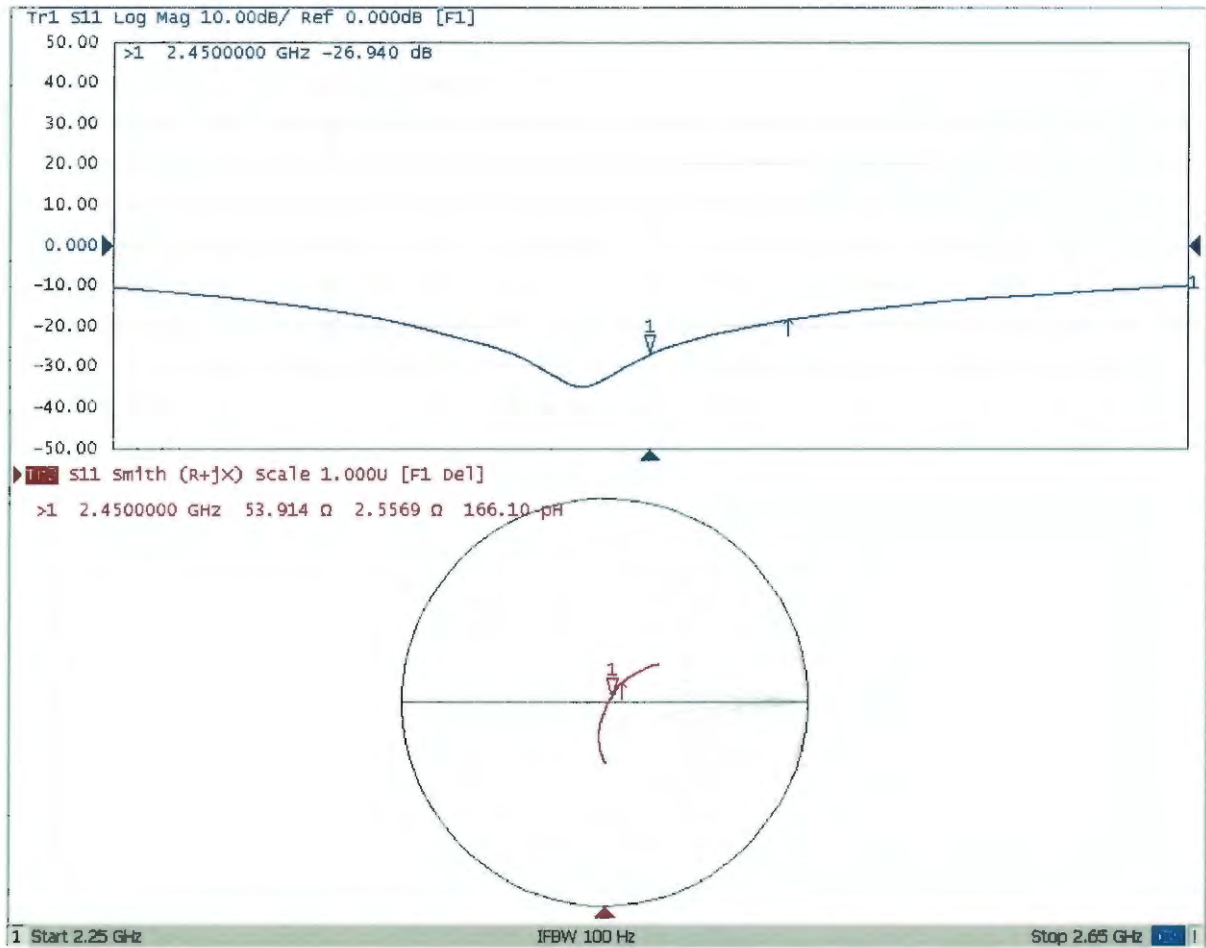 Tr1 S11 Log Mag 10.00dB/ Ref 0.000dB [F1]
50.00
>1 2.4500000 GHz -26.940 dB
40.00
30.00
20.00
10.00
0.000
-10.00
1
-20.00
1
-30.00
-40.00
-50.00
S11 Smith (R+jX) Scale 1.000U [F1 Del]
>1 2.4500000 GHz 53.914 Ω 2.5569 Ω 166.10 pH
1
1 Start 2.25 GHz IFBW 100 Hz Stop 2.65 GHz